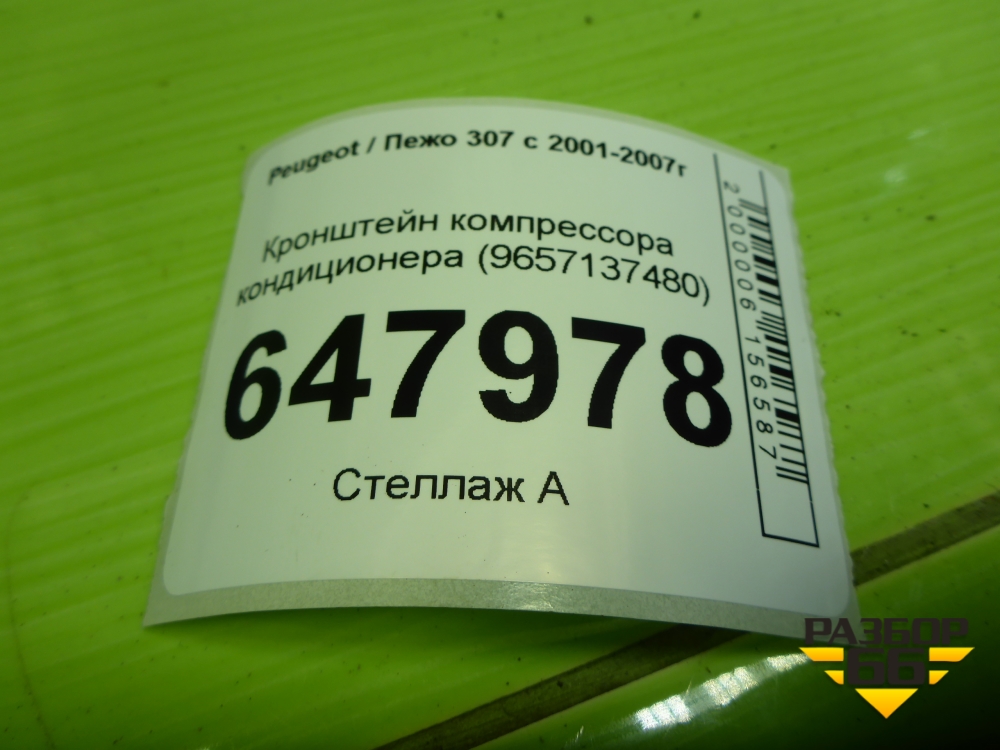 Peugeot / Пежо 307 с 2001-2007г
Кронштейн компрессора
кондиционера (9657137480)
647978
Стеллаж А
2000006156587
РАЗБОР
66